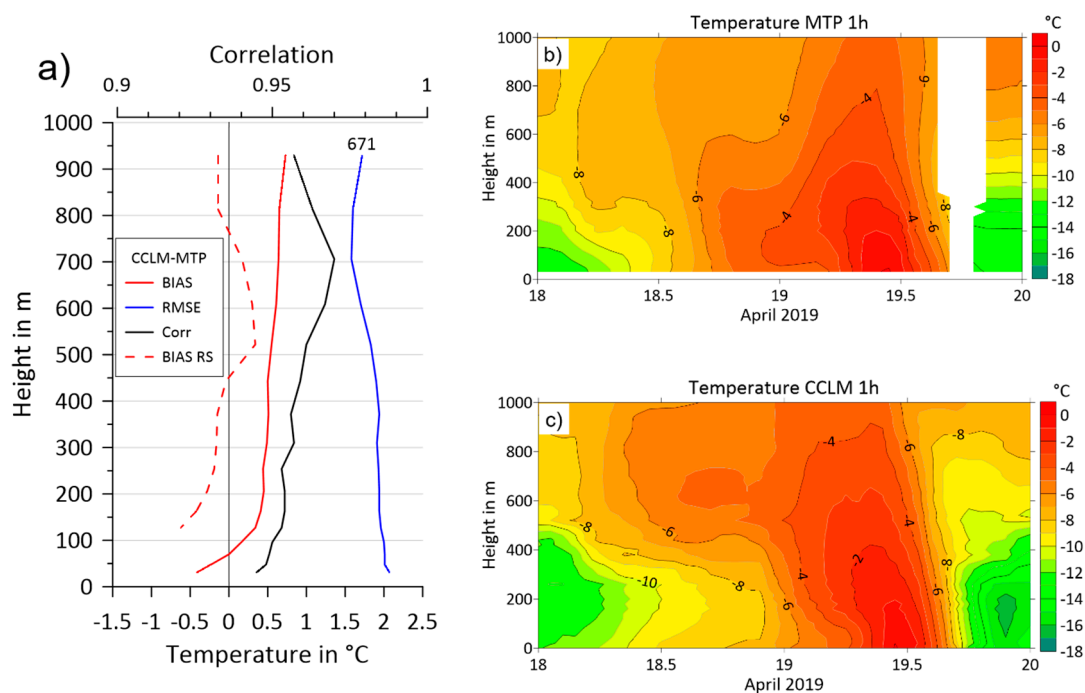 a)
Correlation
0.9 0.95 1
1000
900
800
700
600
500
400
300
200
100
0
Height in m
671
CCLM-MTP
BIAS
RMSE
Corr
BIAS RS
-1.5 -1 -0.5 0 0.5 1 1.5 2 2.5
Temperature in °C
Temperature MTP 1h
b)
1000
800
600
400
200
0
Height in m
-8
-8
-6
-6
-4
-4
-6
-4
-6
-8
18 18.5 19 19.5 20
April 2019
°C
0
-2
-4
-6
-8
-10
-12
-14
-16
-18
Temperature CCLM 1h
c)
1000
800
600
400
200
0
Height in m
-8
-10
-6
-8
-6
-4
-4
-2
-6
-4
-8
-6
-8
18 18.5 19 19.5 20
April 2019
°C
0
-2
-4
-6
-8
-10
-12
-14
-16
-18